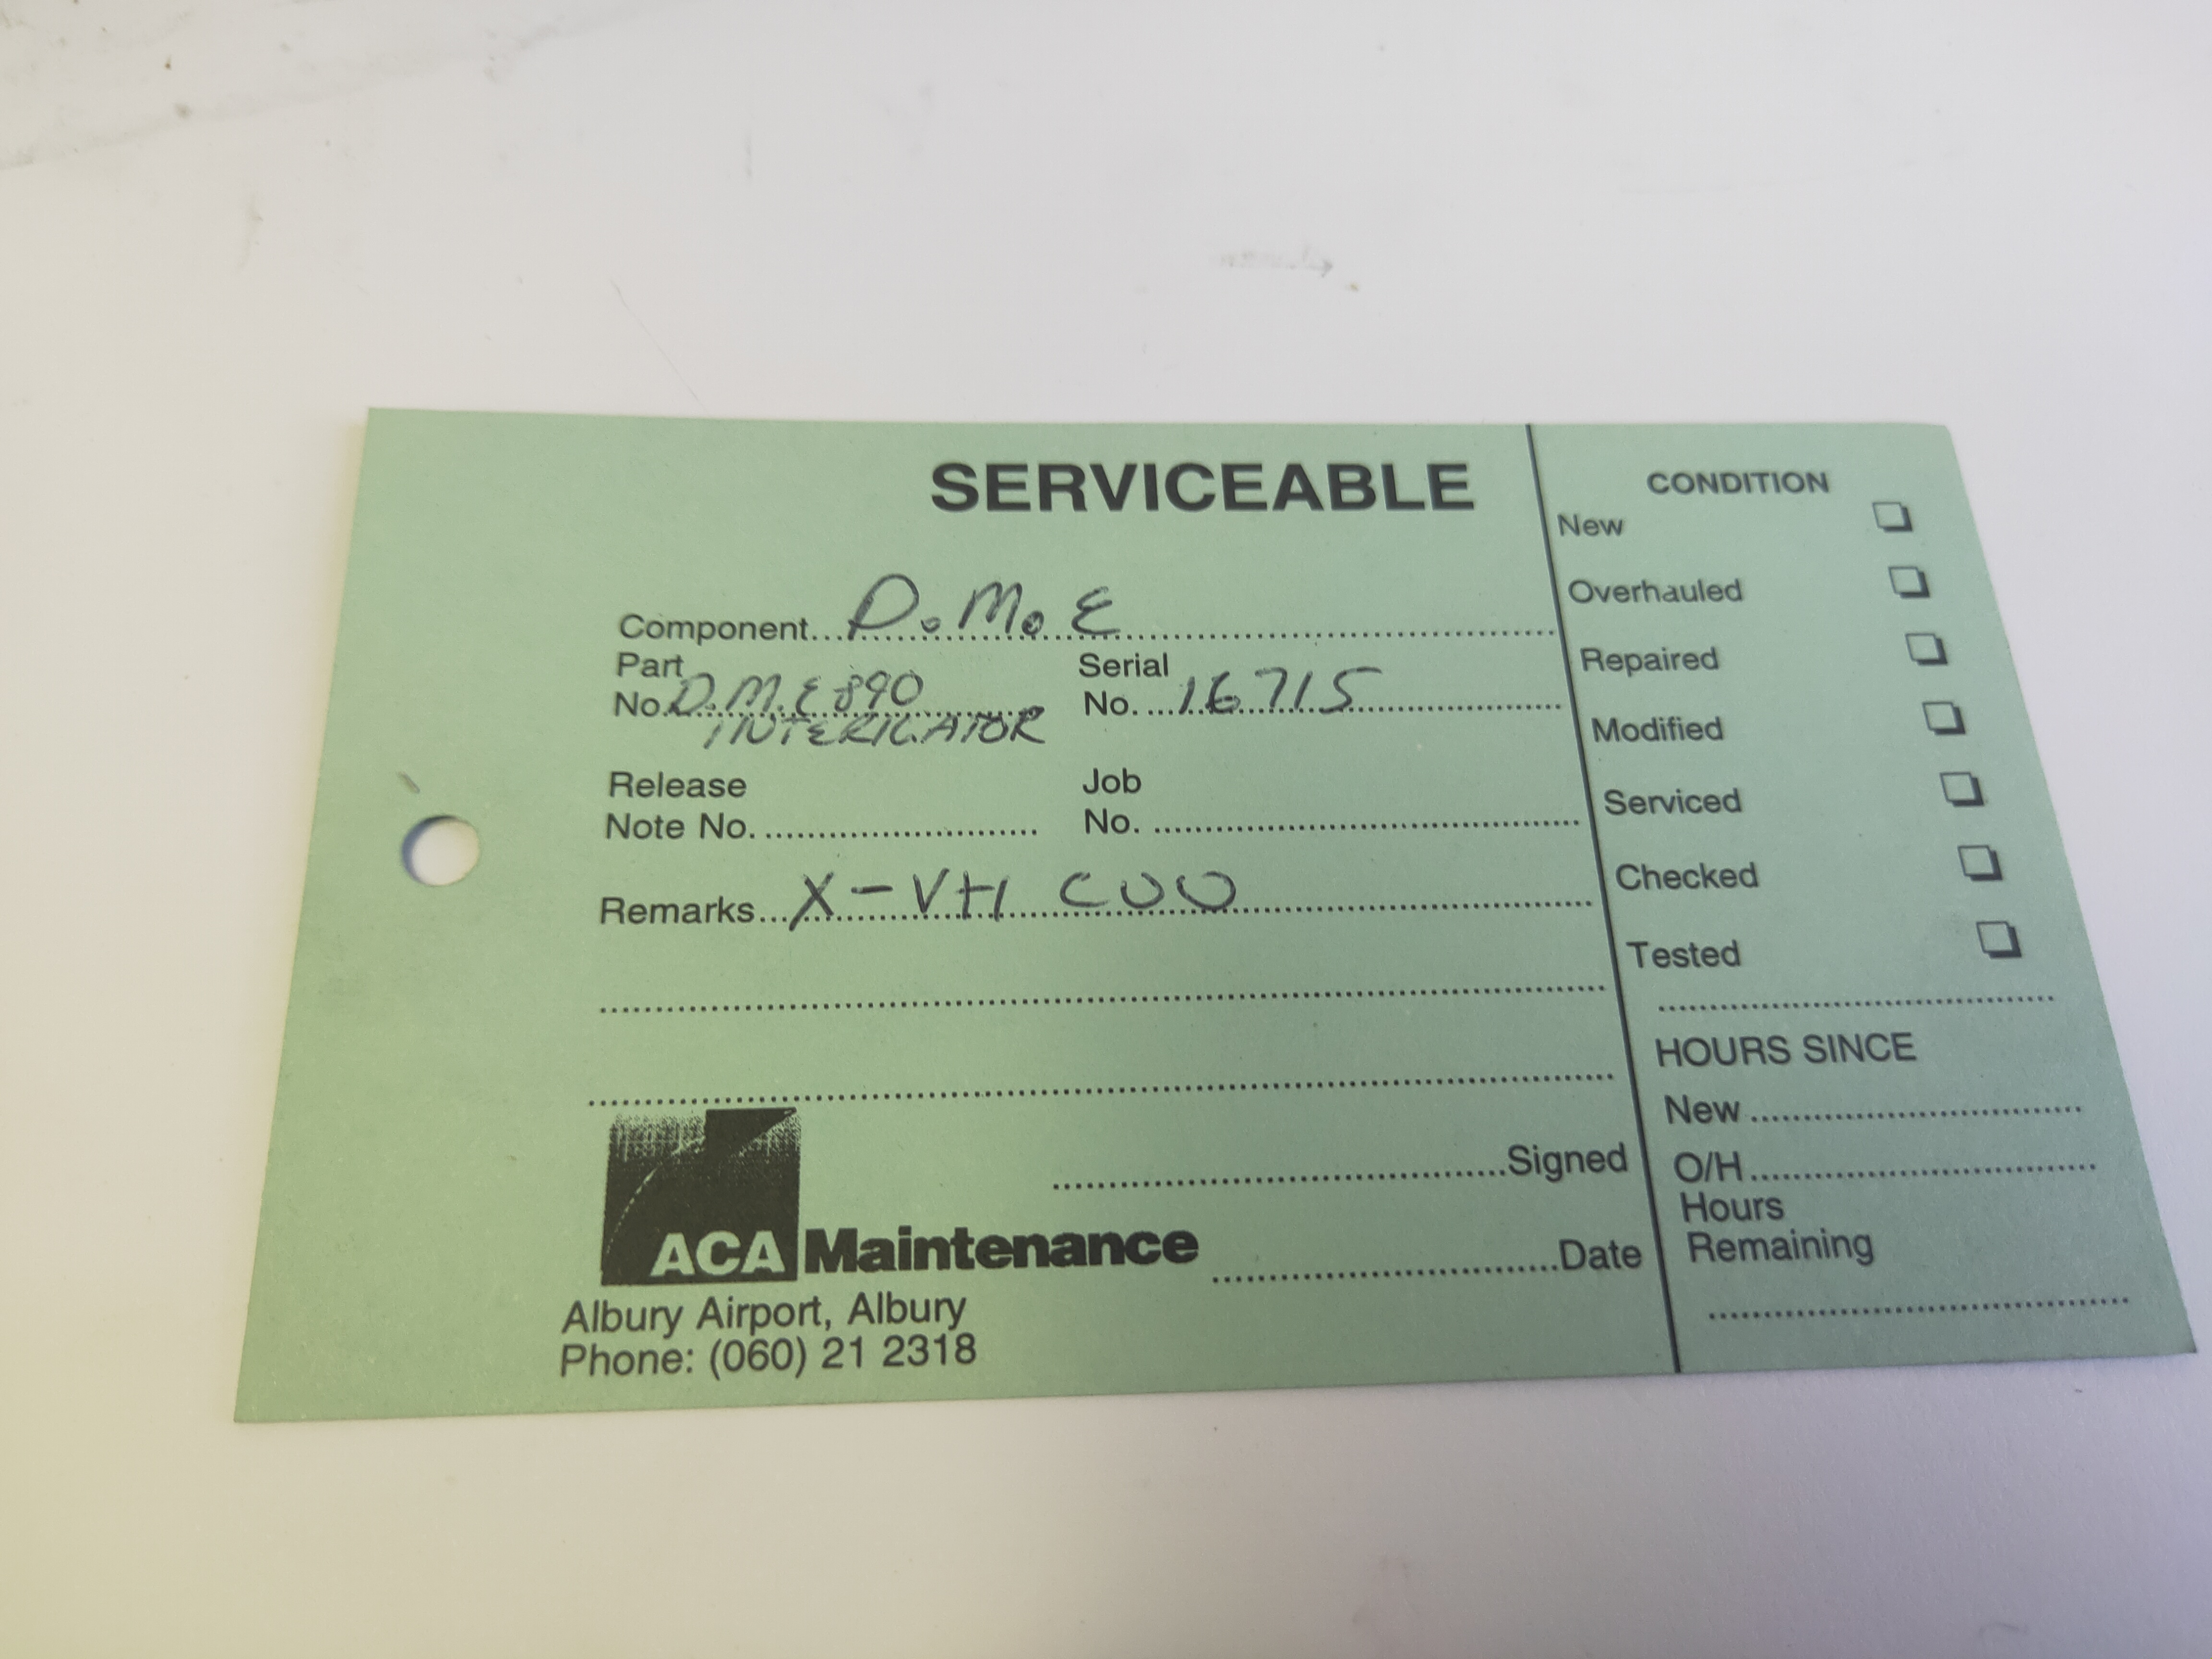 SERVICEABLE
Component... D.M.E
Part
No. D.M.E 890
INTERIGATOR
Serial
No. ... 16715
Release
Note No. ..............................
Job
No. ..............................
Remarks... X-VH CUO
ACA Maintenance
Albury Airport, Albury
Phone: (060) 21 2318
..............................Signed
..............................Date
CONDITION
New ❏
Overhauled ❏
Repaired ❏
Modified ❏
Serviced ❏
Checked ❏
Tested ❏
HOURS SINCE
New ..............................
O/H ..............................
Hours
Remaining
..............................